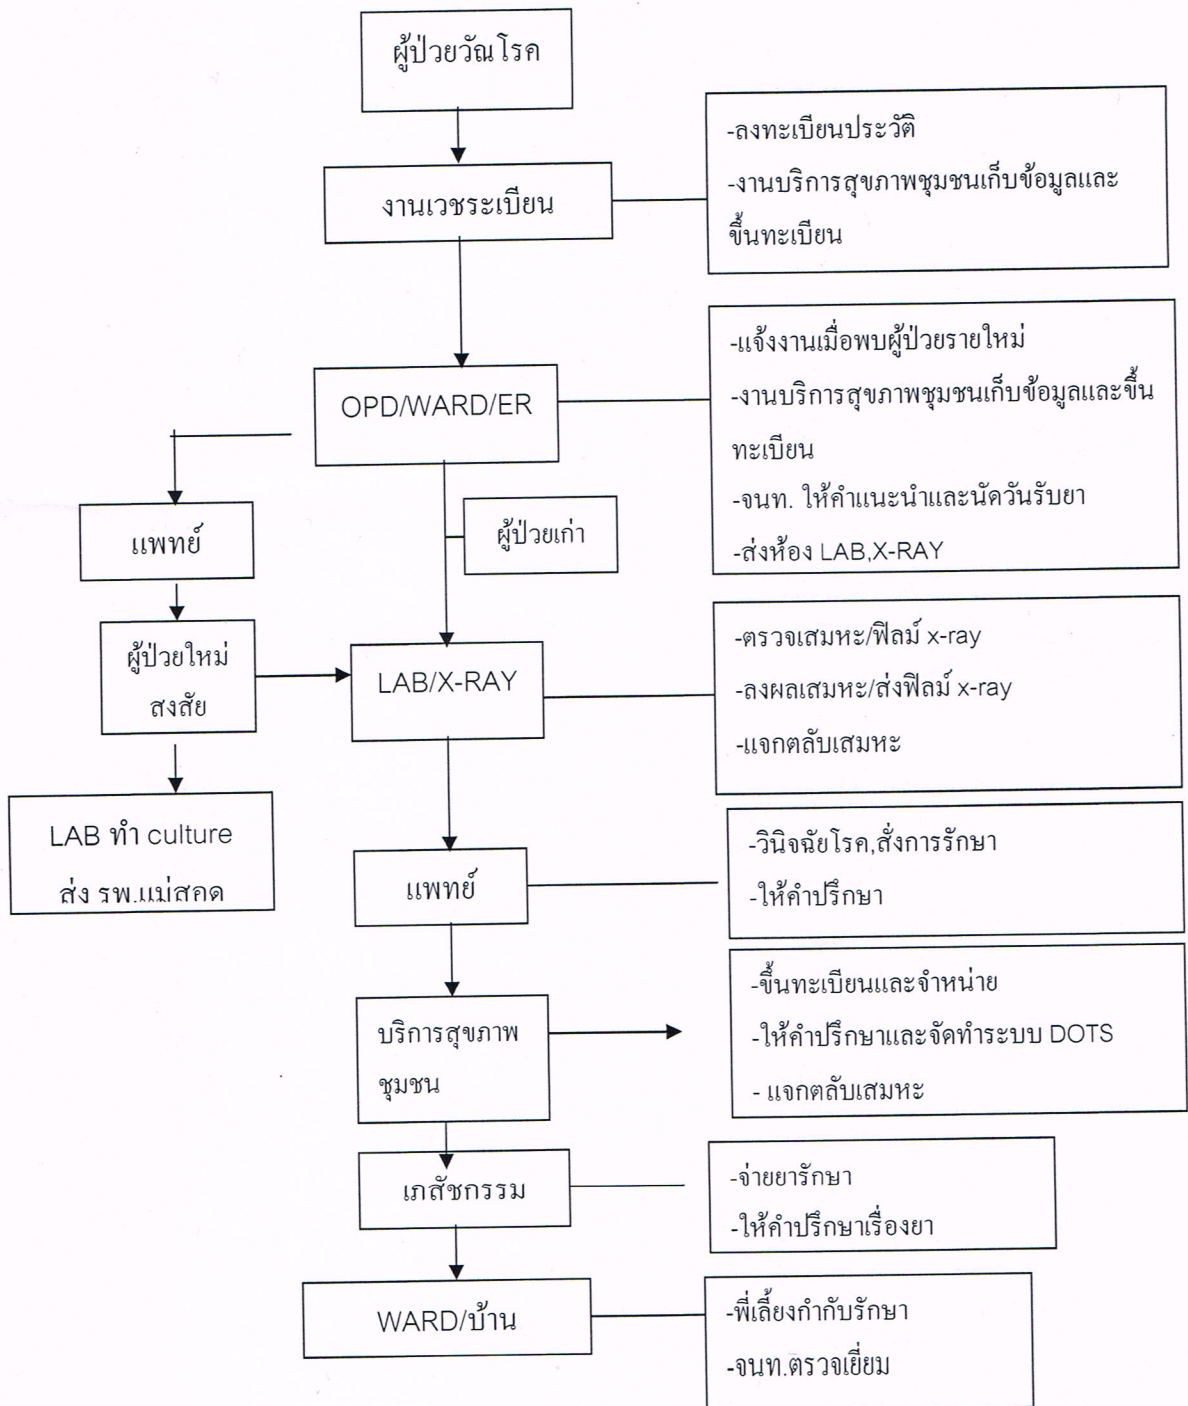 ผู้ป่วยวัณโรค
งานเวชระเบียน
-ลงทะเบียนประวัติ
-งานบริการสุขภาพชุมชนเก็บข้อมูลและ
ขึ้นทะเบียน
OPD/WARD/ER
-แจ้งงานเมื่อพบผู้ป่วยรายใหม่
-งานบริการสุขภาพชุมชนเก็บข้อมูลและขึ้น
ทะเบียน
-จนท. ให้คำแนะนำและนัดวันรับยา
-ส่งห้อง LAB,X-RAY
แพทย์
ผู้ป่วยเก่า
ผู้ป่วยใหม่
สงสัย
LAB/X-RAY
-ตรวจเสมหะ/ฟิลม์ x-ray
-ลงผลเสมหะ/ส่งฟิลม์ x-ray
-แจกตลับเสมหะ
LAB ทำ culture
ส่ง รพ.แม่สอด
แพทย์
-วินิจฉัยโรค,สั่งการรักษา
-ให้คำปรึกษา
บริการสุขภาพ
ชุมชน
-ขึ้นทะเบียนและจำหน่าย
-ให้คำปรึกษาและจัดทำระบบ DOTS
- แจกตลับเสมหะ
เภสัชกรรม
-จ่ายยารักษา
-ให้คำปรึกษาเรื่องยา
WARD/บ้าน
-พี่เลี้ยงกำกับรักษา
-จนท.ตรวจเยี่ยม